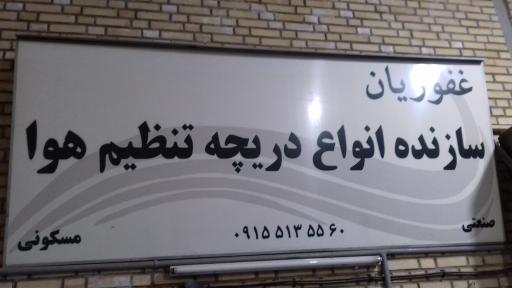 غفوریان
سازنده انواع دریچه تنظیم هوا
صنعتی
۰۹۱۵ ۵۱۳ ۵۵ ۶۰
مسکونی